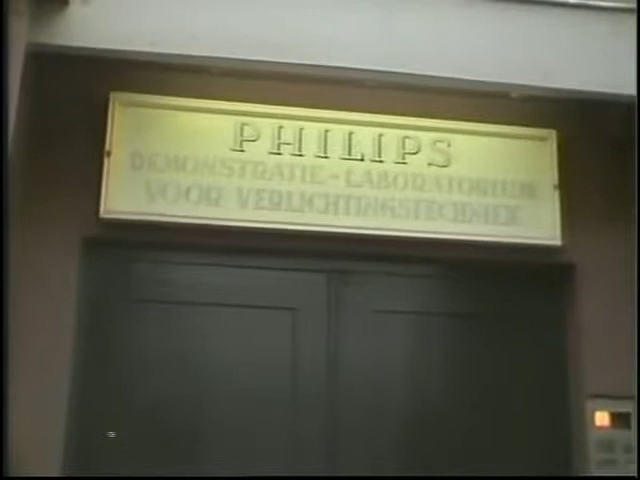 PHILIPS
DEMONSTRATIE-LABORATORIUM
VOOR VERLICHTINGSTECHNIEK